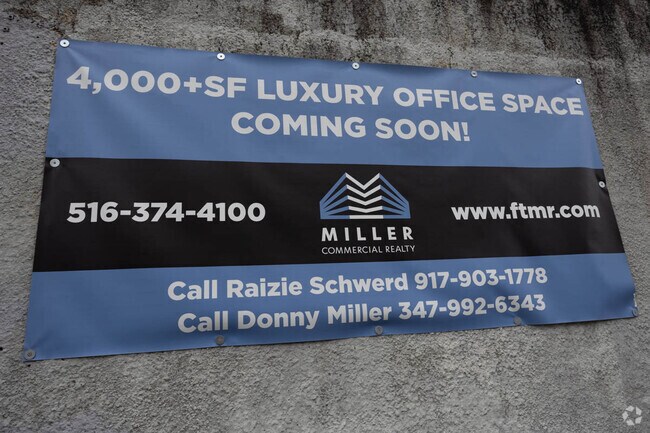 4,000+SF LUXURY OFFICE SPACE
COMING SOON!
516-374-4100
MILLER
COMMERCIAL REALTY
www.ftmr.com
Call Raizie Schwerd 917-903-1778
Call Donny Miller 347-992-6343